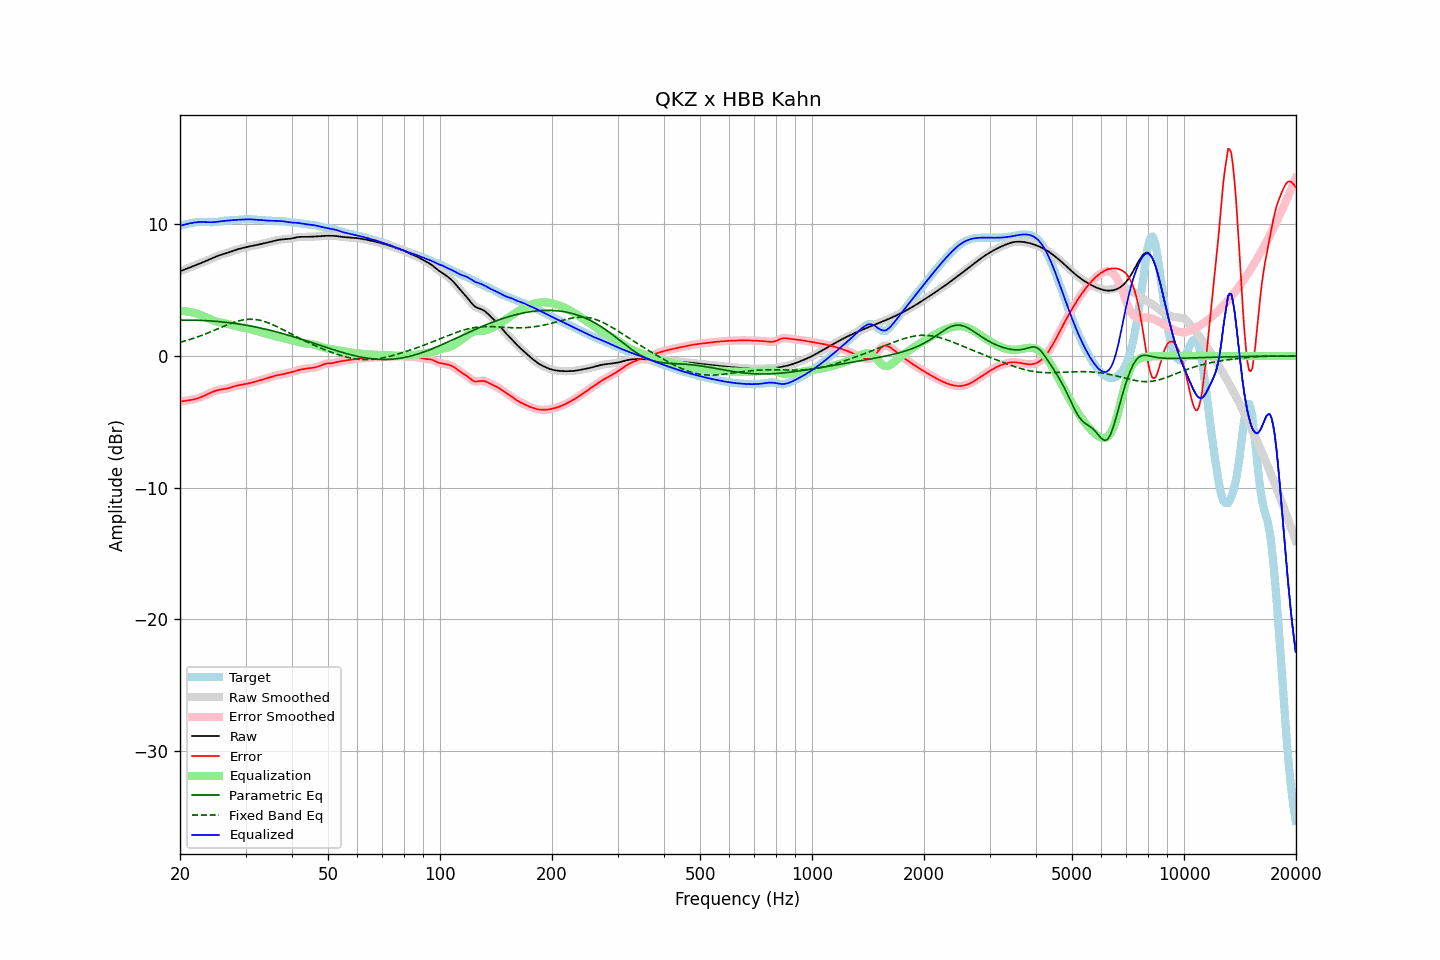 QKZ x HBB Kahn
10
0
−10
−20
−30
Amplitude (dBr)
Target
Raw Smoothed
Error Smoothed
Raw
Error
Equalization
Parametric Eq
Fixed Band Eq
Equalized
20 50 100 200 500 1000 2000 5000 10000 20000
Frequency (Hz)